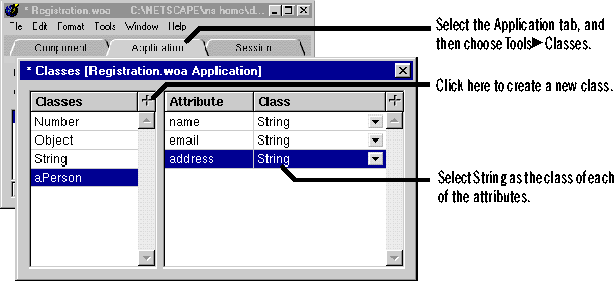 * Registration.woa C:\NETSCAPE\ns home\d...
File Edit Format Tools Window Help
Component Application Session
* Classes [Registration.woa Application]
Classes Attribute Class
Number name String
Object email String
String address String
aPerson
Select the Application tab, and
then choose Tools▶Classes.
Click here to create a new class.
Select String as the class of each
of the attributes.